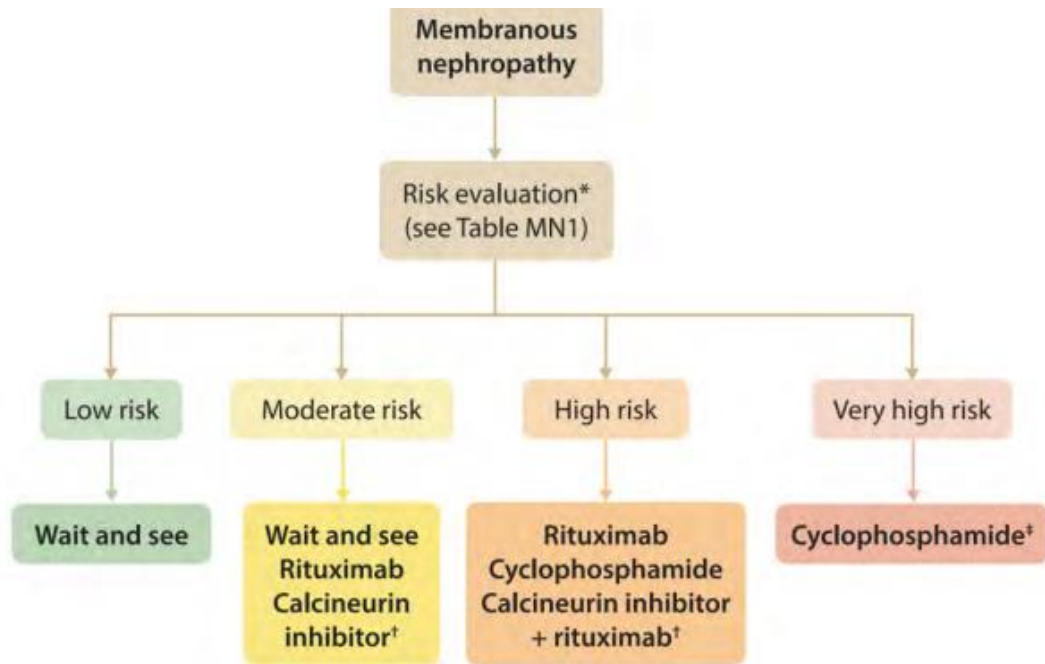 Membranous
nephropathy
Risk evaluation*
(see Table MN1)
Low risk
Moderate risk
High risk
Very high risk
Wait and see
Wait and see
Rituximab
Calcineurin
inhibitor†
Rituximab
Cyclophosphamide
Calcineurin inhibitor
+ rituximab†
Cyclophosphamide‡